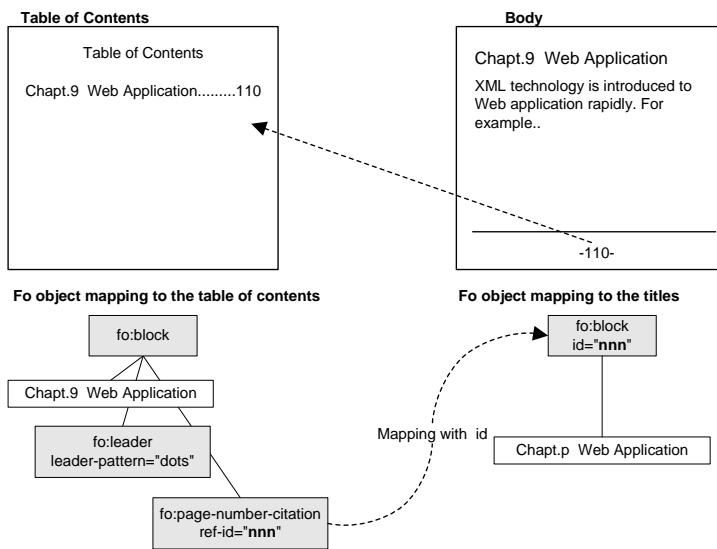 Table of Contents
Table of Contents
Chapt.9 Web Application.........110
Body
Chapt.9 Web Application
XML technology is introduced to
Web application rapidly. For
example..
-110-
Fo object mapping to the table of contents
fo:block
Chapt.9 Web Application
fo:leader
leader-pattern="dots"
fo:page-number-citation
ref-id="nnn"
Mapping with id
Fo object mapping to the titles
fo:block
id="nnn"
Chapt.p Web Application